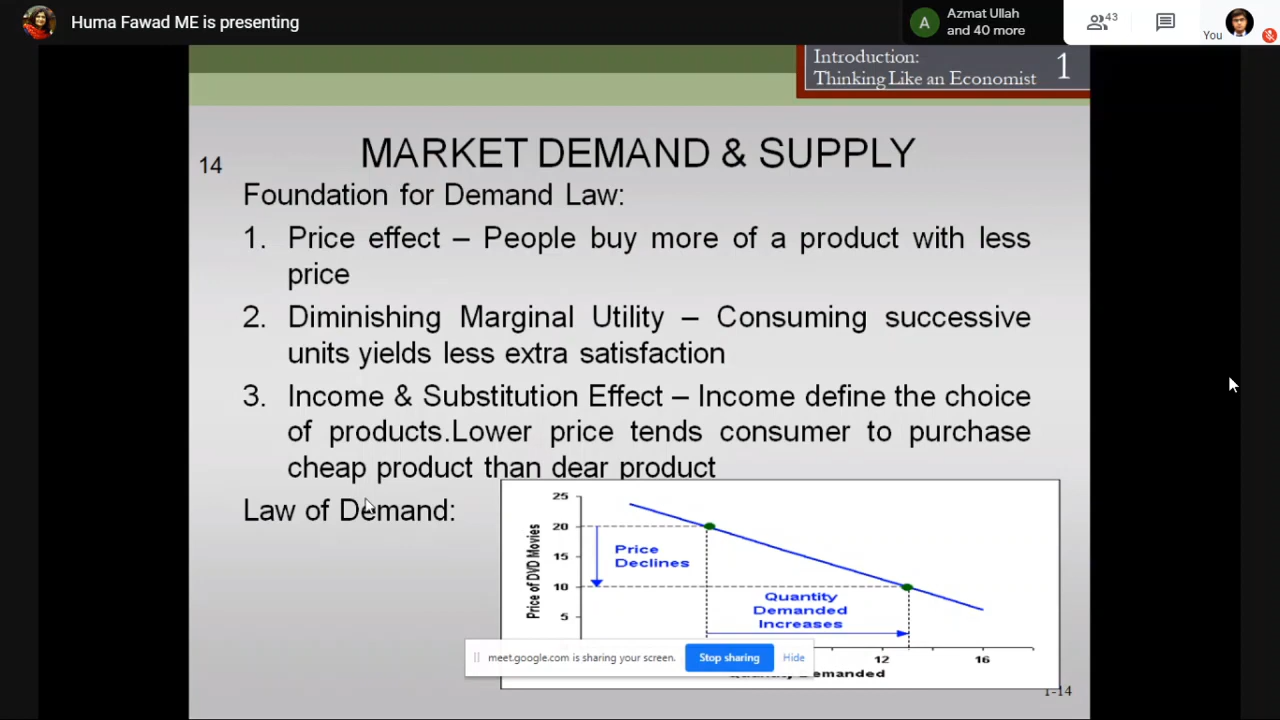 Huma Fawad ME is presenting
A
Azmat Ullah
and 40 more
43
You
Introduction:
Thinking Like an Economist
1
14
MARKET DEMAND & SUPPLY
Foundation for Demand Law:
1. Price effect – People buy more of a product with less
price
2. Diminishing Marginal Utility – Consuming successive
units yields less extra satisfaction
3. Income & Substitution Effect – Income define the choice
of products.Lower price tends consumer to purchase
cheap product than dear product
Law of Demand:
Price of DVD Movies
25
20
15
10
5
Price
Declines
Quantity
Demanded
Increases
12
16
Demanded
meet.google.com is sharing your screen.
Stop sharing
Hide
1-14